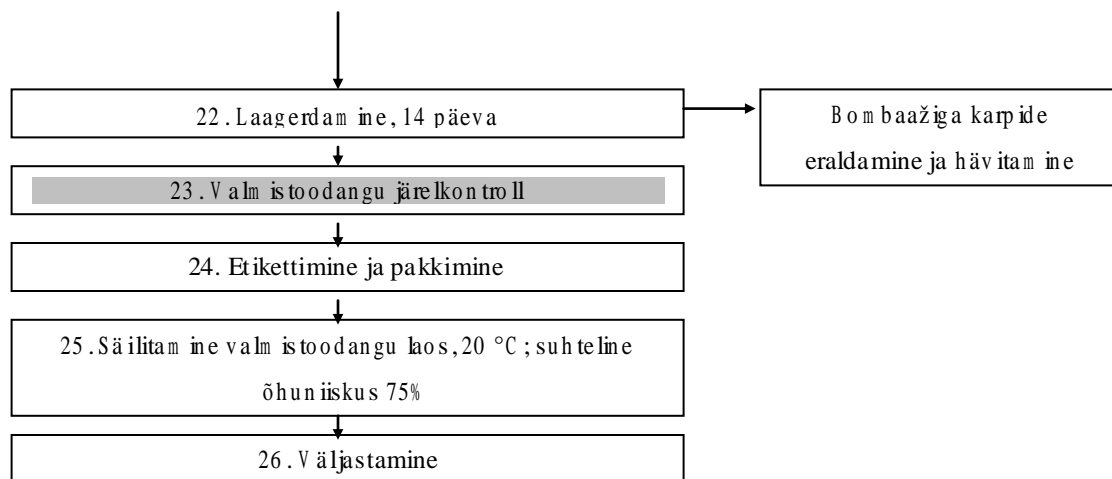 22. Laagerdamine, 14 päeva
Bombaažiga karpide
eraldamine ja hävitamine
23. Valmistoodangu järelkontroll
24. Etikettimine ja pakkimine
25. Säilitamine valmistoodangu laos, 20 °C; suhteline
õhuniiskus 75%
26. Väljastamine